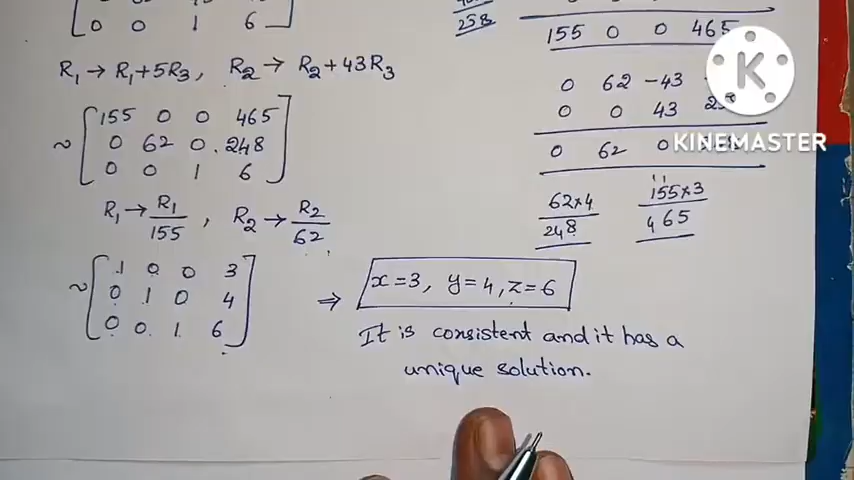 0 0 1 6
258
155 0 0 465
R₁→R₁+5R₃, R₂→ R₂+43R₃
0 62 -43
~ [155 0 0 465
0 62 0 248
0 0 1 6]
0 0 43
0 62 0
KINEMASTER
R₁→R₁/155, R₂→R₂/62
62×4
248
155×3
465
~ [1 0 0 3
0 1 0 4
0 0 1 6]
⇒ x=3, y=4, z=6
It is consistent and it has a
unique solution.